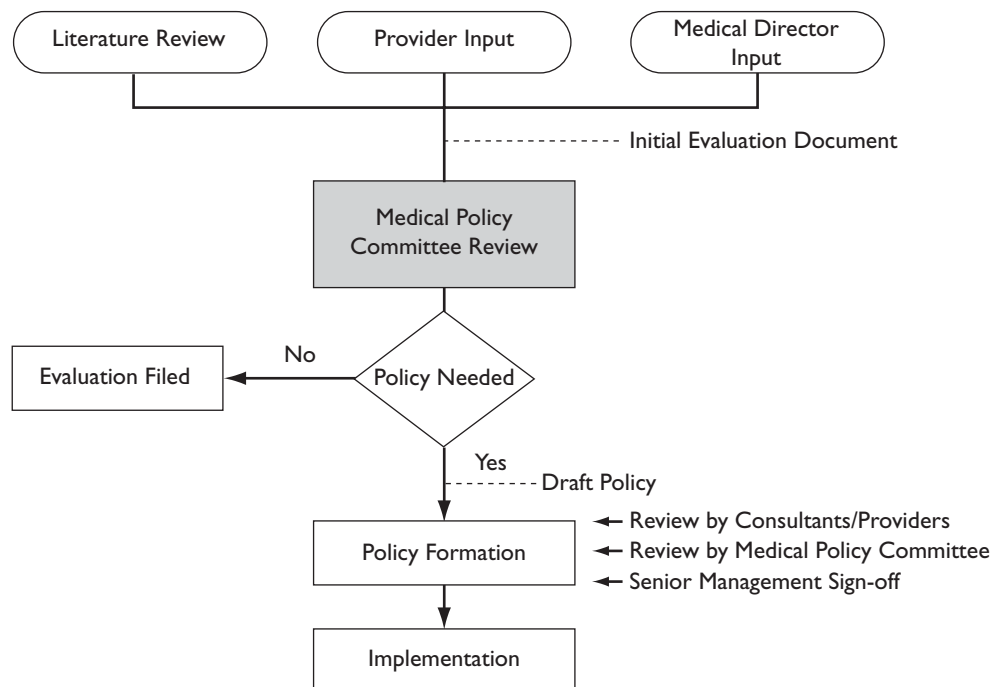 Literature Review
Provider Input
Medical Director
Input
Initial Evaluation Document
Medical Policy
Committee Review
No
Evaluation Filed
Policy Needed
Yes
Draft Policy
Policy Formation
Review by Consultants/Providers
Review by Medical Policy Committee
Senior Management Sign-off
Implementation